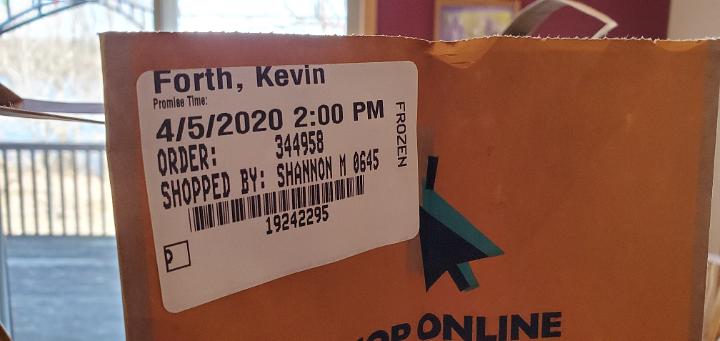 Forth, Kevin
Promise Time:
4/5/2020 2:00 PM
FROZEN
ORDER: 344958
SHOPPED BY: SHANNON M 0645
19242295
P
OP ONLINE